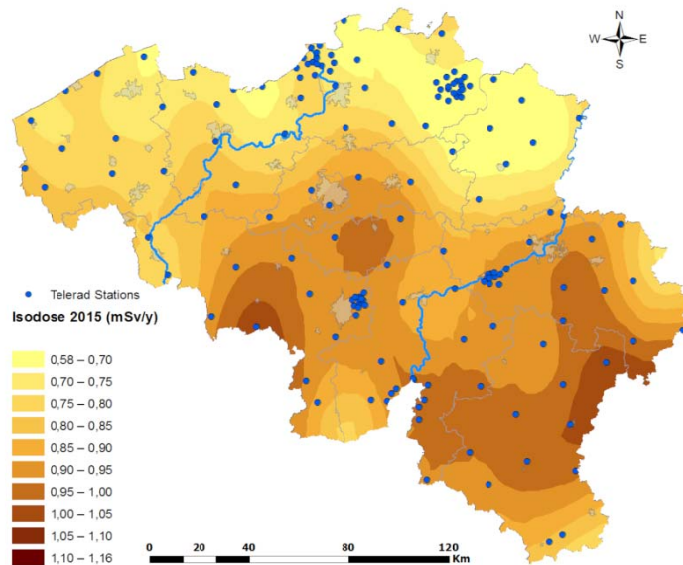 N
W E
S
Telerad Stations
Isodose 2015 (mSv/y)
0,58 – 0,70
0,70 – 0,75
0,75 – 0,80
0,80 – 0,85
0,85 – 0,90
0,90 – 0,95
0,95 – 1,00
1,00 – 1,05
1,05 – 1,10
1,10 – 1,16
0 20 40 80 120
Km